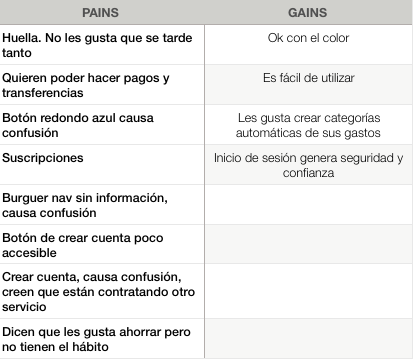 PAINS
GAINS
Huella. No les gusta que se tarde
tanto
Ok con el color
Quieren poder hacer pagos y
transferencias
Es fácil de utilizar
Botón redondo azul causa
confusión
Les gusta crear categorías
automáticas de sus gastos
Suscripciones
Inicio de sesión genera seguridad y
confianza
Burguer nav sin información,
causa confusión
Botón de crear cuenta poco
accesible
Crear cuenta, causa confusión,
creen que están contratando otro
servicio
Dicen que les gusta ahorrar pero
no tienen el hábito